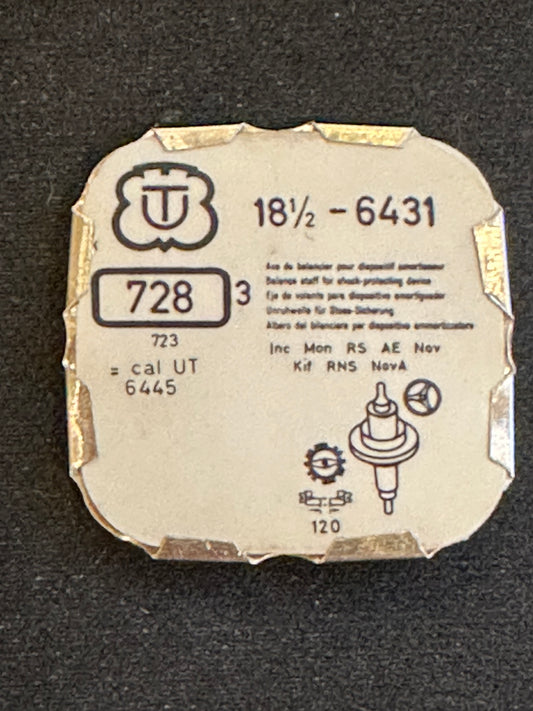 UT
18½ - 6431
728 3
723
= cal UT
6445
Axe de balancier pour dispositif amortisseur
Balance staff for shock-protecting device
Eje de volante para dispositivo amortiguador
Unruhwelle für Stoss-Sicherung
Albero del bilanciere per dispositivo ammortizzatore
Inc Mon RS AE Nov
Kif RNS NovA
120